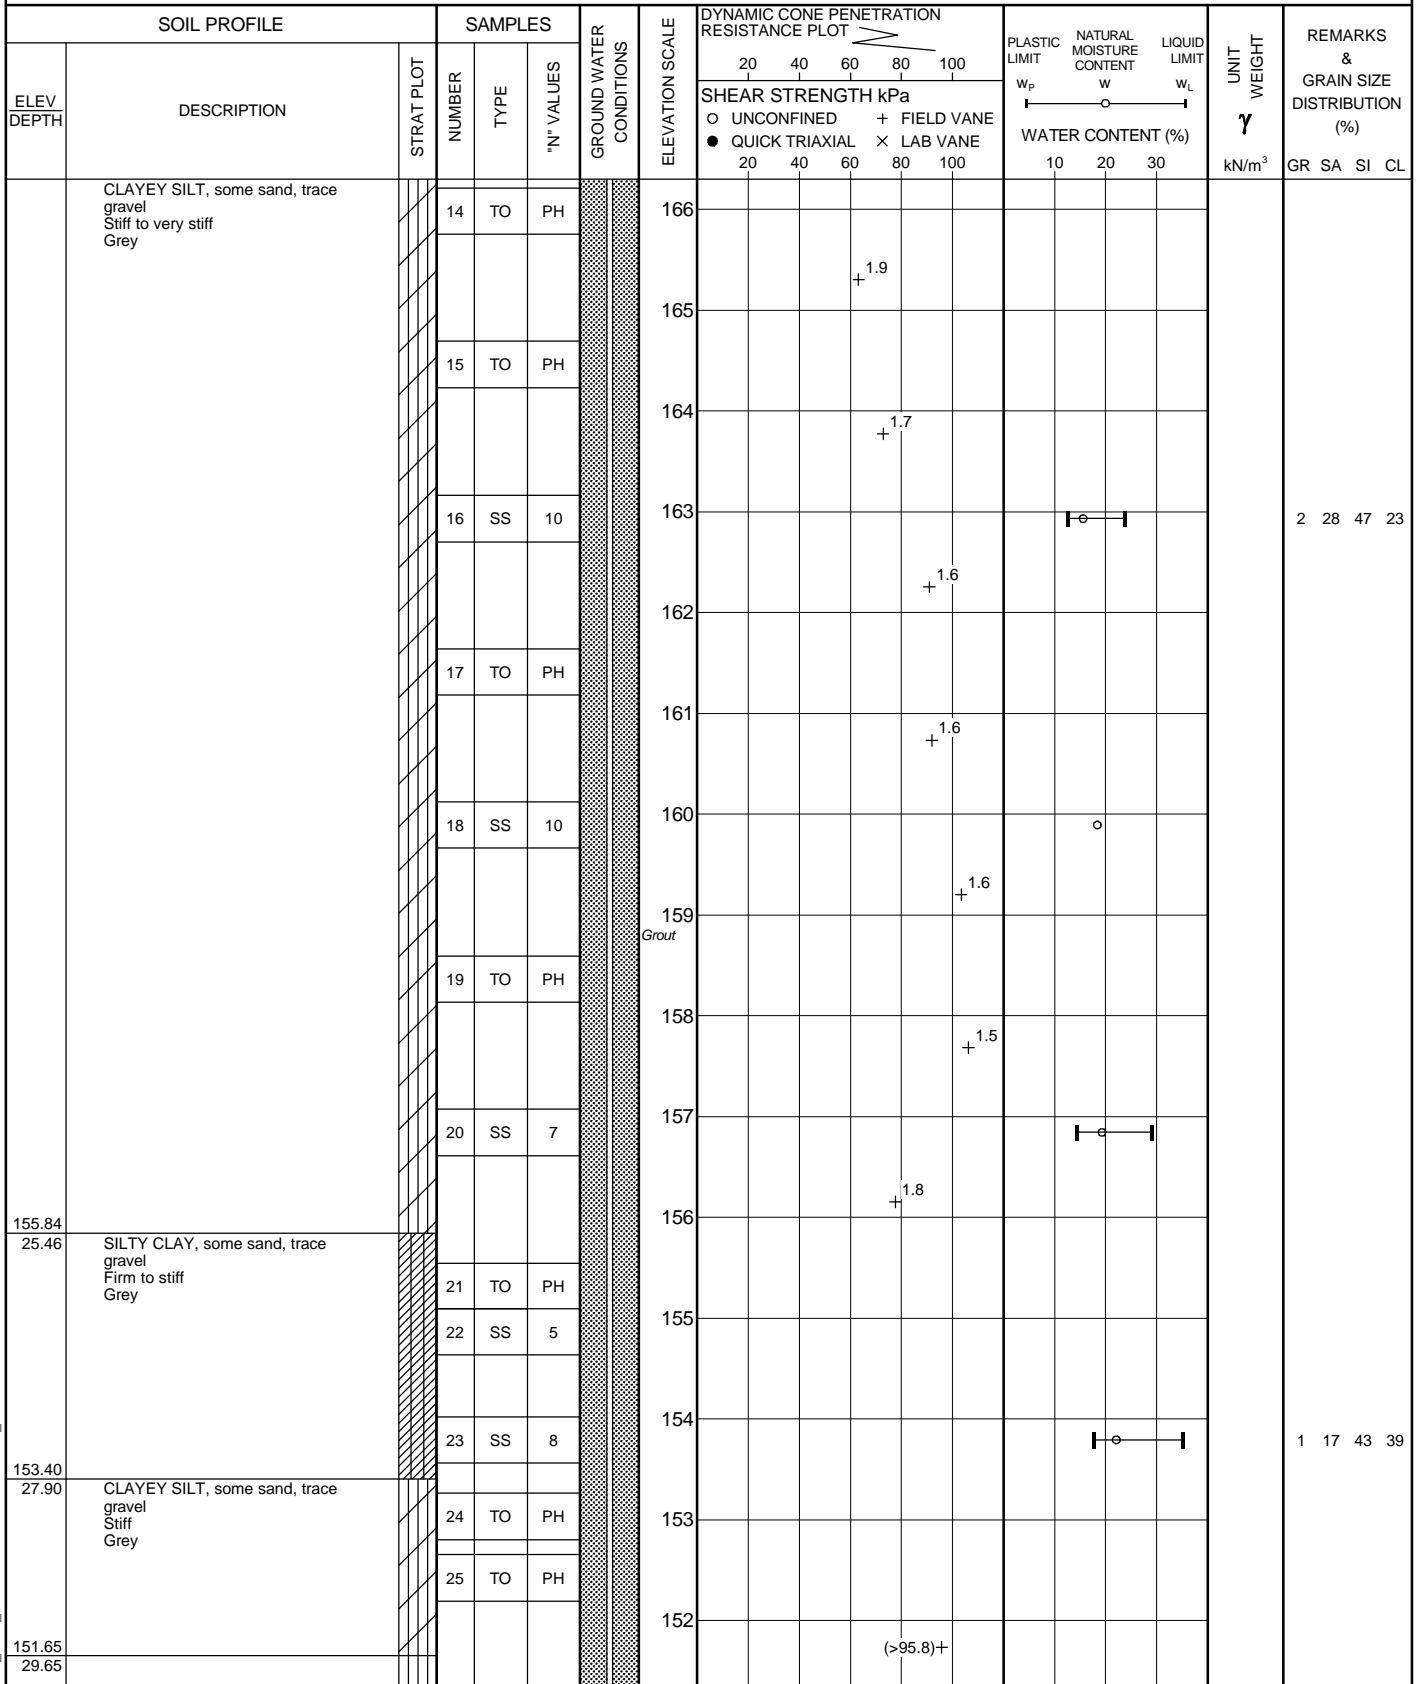 SOIL PROFILE
SAMPLES
GROUND WATER
CONDITIONS
ELEVATION SCALE
DYNAMIC CONE PENETRATION
RESISTANCE PLOT
20 40 60 80 100
SHEAR STRENGTH kPa
UNCONFINED + FIELD VANE
QUICK TRIAXIAL × LAB VANE
20 40 60 80 100
PLASTIC
LIMIT
NATURAL
MOISTURE
CONTENT
LIQUID
LIMIT
WP W WL
WATER CONTENT (%)
10 20 30
UNIT
WEIGHT
γ
kN/m³
REMARKS
&
GRAIN SIZE
DISTRIBUTION
(%)
GR SA SI CL
ELEV
DEPTH
DESCRIPTION
STRAT PLOT
NUMBER
TYPE
"N" VALUES
CLAYEY SILT, some sand, trace
gravel
Stiff to very stiff
Grey
14 TO PH
166
1.9
165
15 TO PH
164
1.7
163
16 SS 10
2 28 47 23
1.6
162
17 TO PH
161
1.6
160
18 SS 10
1.6
159
Grout
19 TO PH
158
1.5
157
20 SS 7
1.8
156
155.84
25.46
SILTY CLAY, some sand, trace
gravel
Firm to stiff
Grey
21 TO PH
155
22 SS 5
154
23 SS 8
1 17 43 39
153.40
27.90
CLAYEY SILT, some sand, trace
gravel
Stiff
Grey
24 TO PH
153
25 TO PH
152
(>95.8)+
151.65
29.65